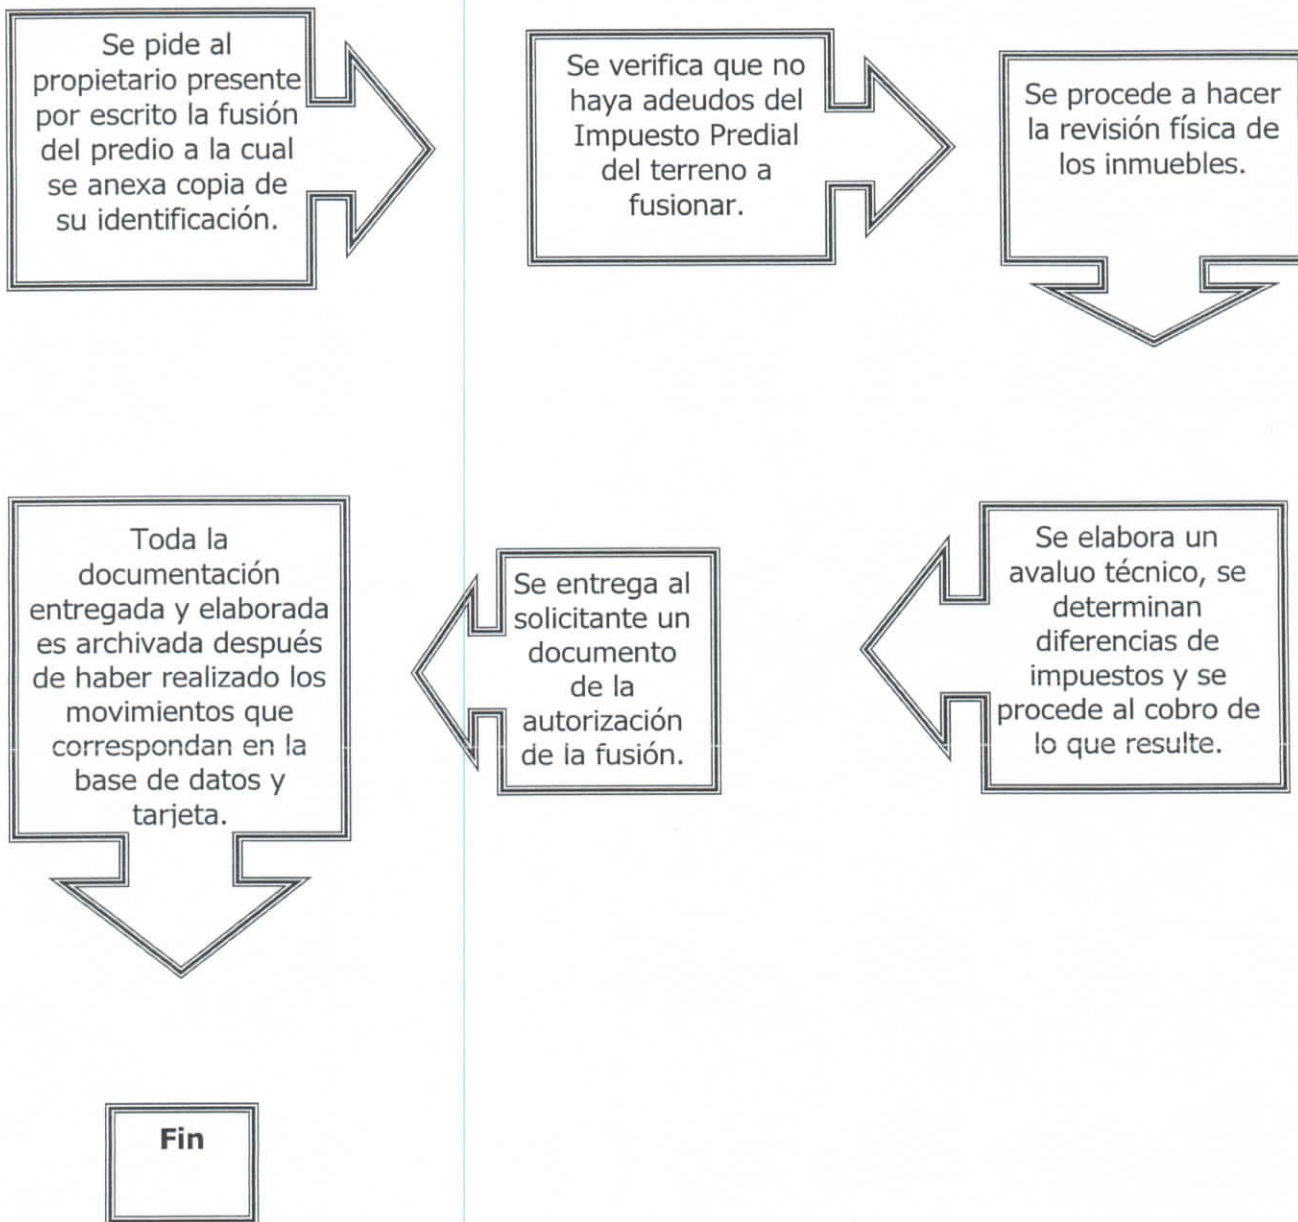 Se pide al
propietario presente
por escrito la fusión
del predio a la cual
se anexa copia de
su identificación.
Se verifica que no
haya adeudos del
Impuesto Predial
del terreno a
fusionar.
Se procede a hacer
la revisión física de
los inmuebles.
Se elabora un
avaluo técnico, se
determinan
diferencias de
impuestos y se
procede al cobro de
lo que resulte.
Se entrega al
solicitante un
documento
de la
autorización
de la fusión.
Toda la
documentación
entregada y elaborada
es archivada después
de haber realizado los
movimientos que
correspondan en la
base de datos y
tarjeta.
Fin